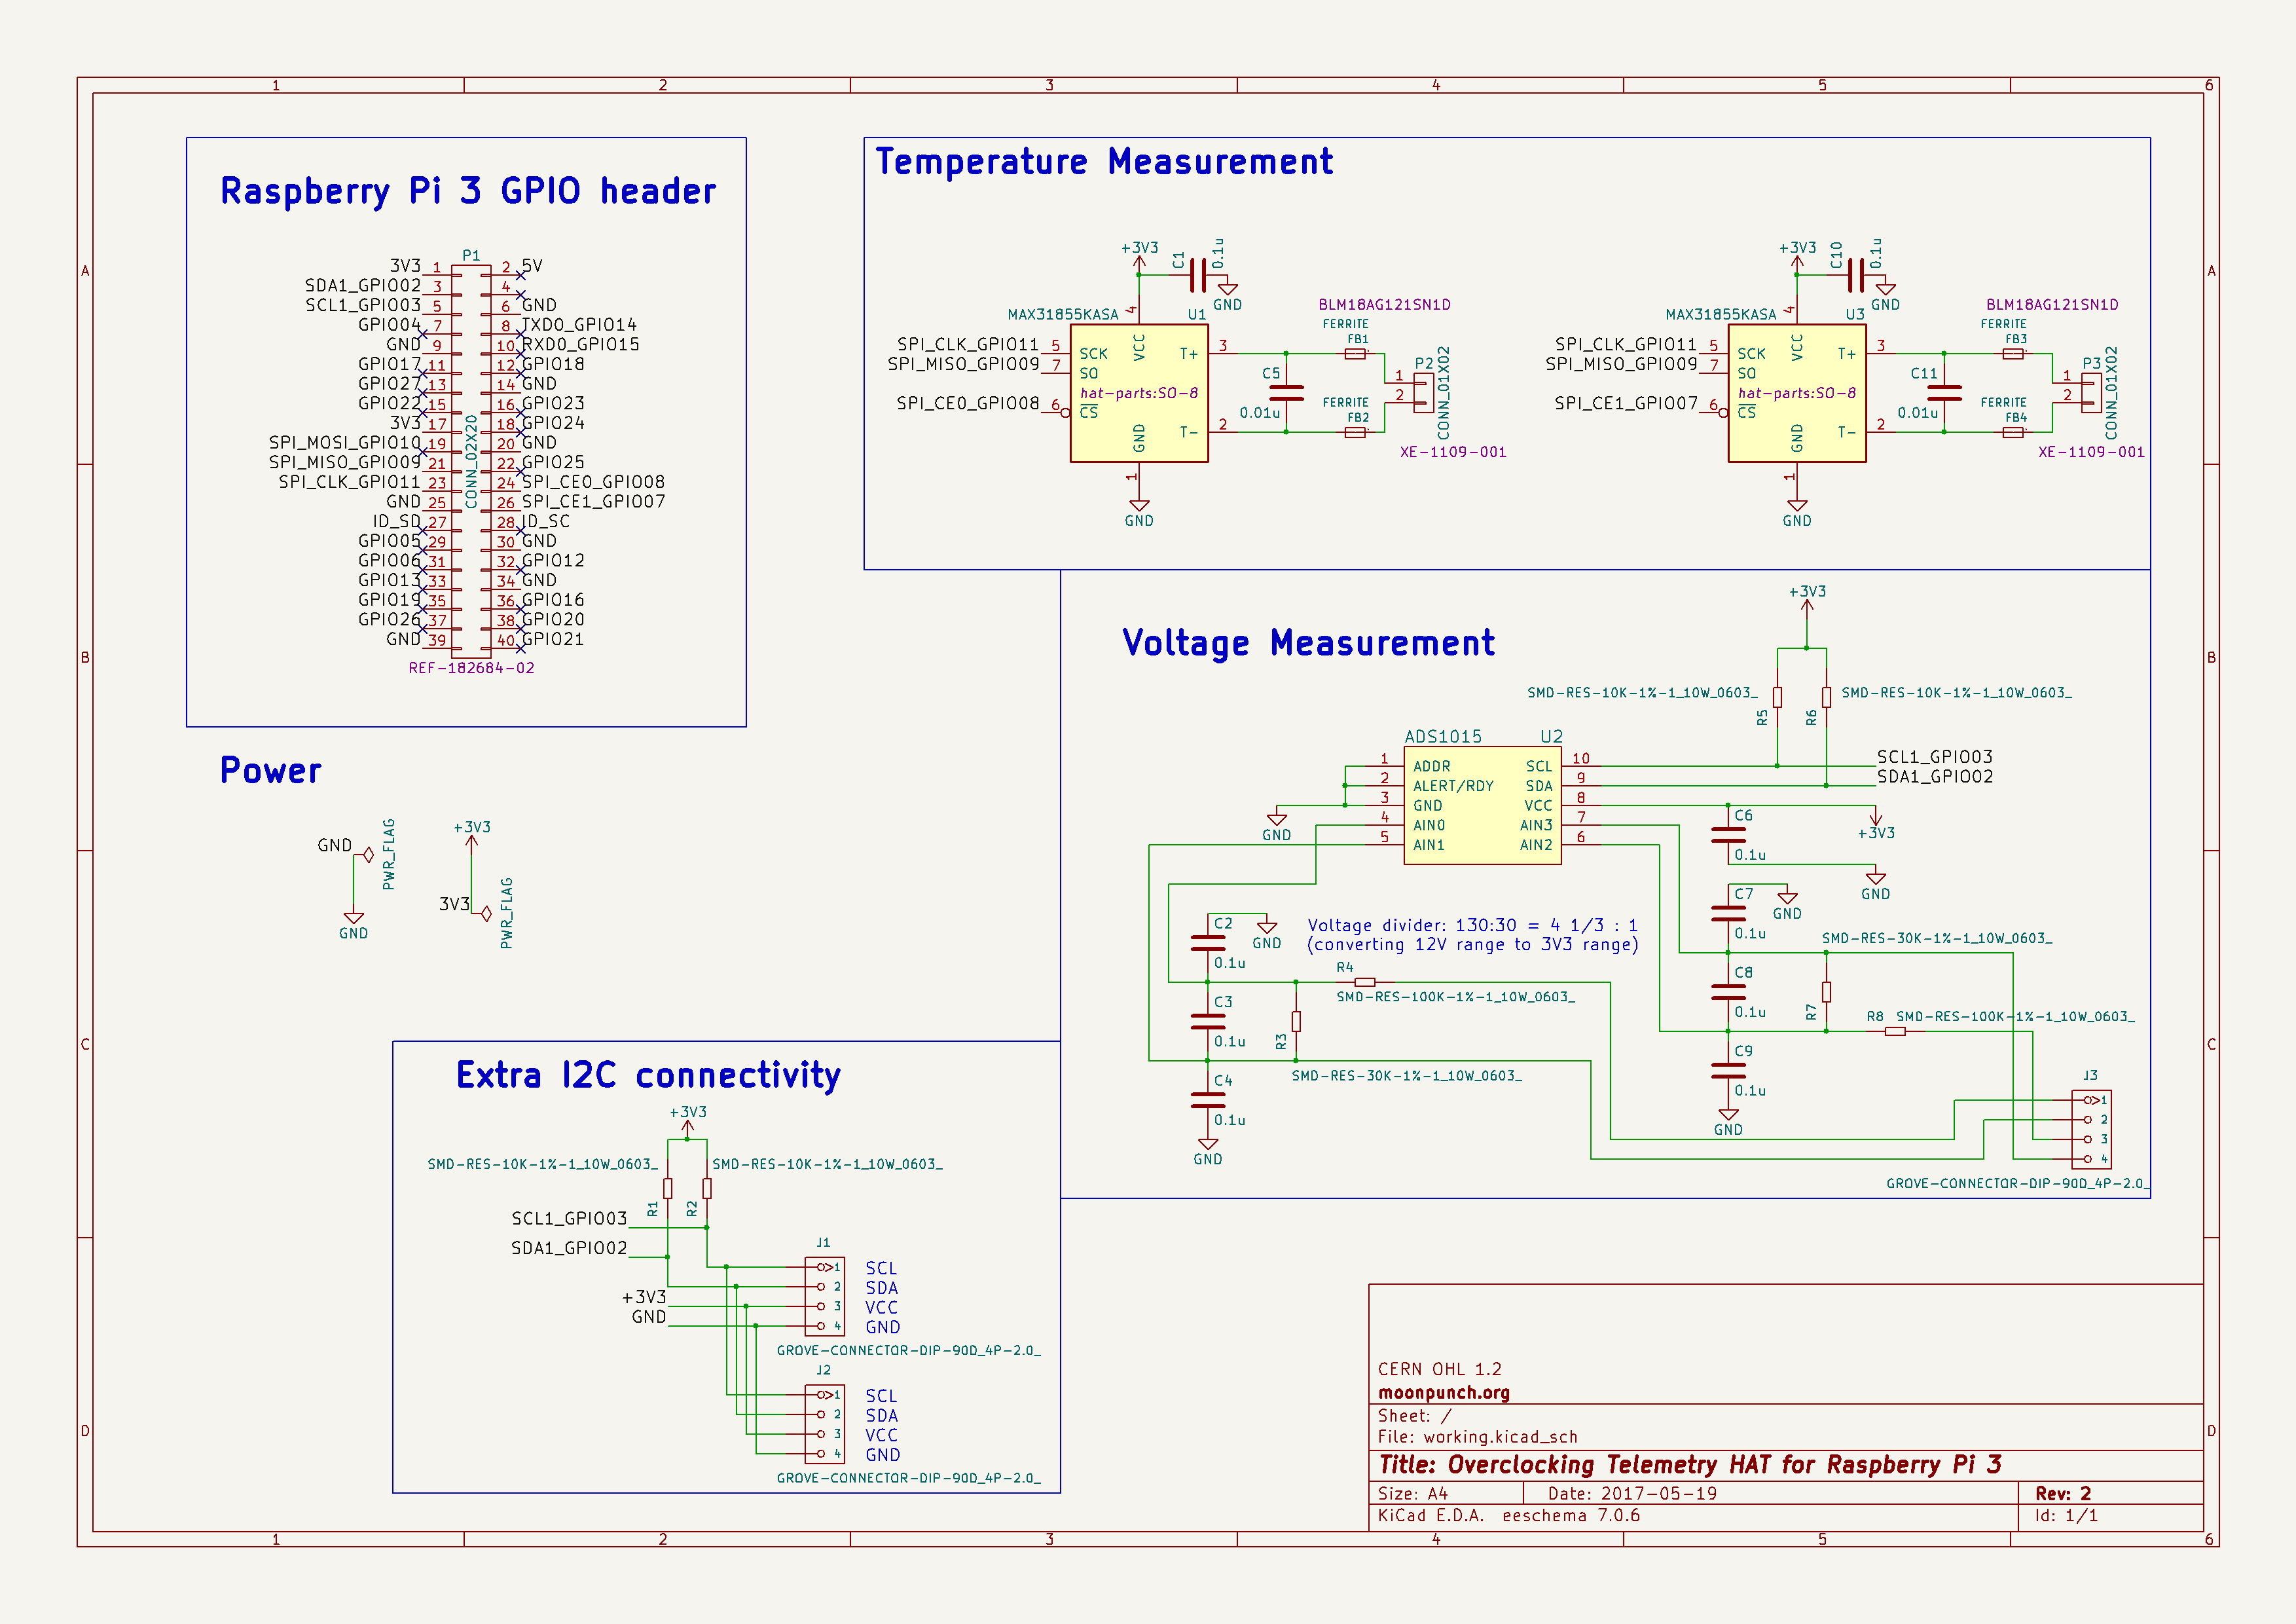 1 2 3 4 5 6
A
B
C
D
A
B
C
D
1 2 3 4 5 6
Raspberry Pi 3 GPIO header
P1
3V3 1 2 5V
SDA1_GPIO02 3 4
SCL1_GPIO03 5 6 GND
GPIO04 7 8 TXD0_GPIO14
GND 9 10 RXD0_GPIO15
GPIO17 11 12 GPIO18
GPIO27 13 14 GND
GPIO22 15 16 GPIO23
3V3 17 18 GPIO24
SPI_MOSI_GPIO10 19 20 GND
SPI_MISO_GPIO09 21 22 GPIO25
SPI_CLK_GPIO11 23 24 SPI_CE0_GPIO08
GND 25 26 SPI_CE1_GPIO07
ID_SD 27 28 ID_SC
GPIO05 29 30 GND
GPIO06 31 32 GPIO12
GPIO13 33 34 GND
GPIO19 35 36 GPIO16
GPIO26 37 38 GPIO20
GND 39 40 GPIO21
CONN_02X20
REF-182684-02
Power
GND
PWR_FLAG
GND
+3V3
3V3
PWR_FLAG
Temperature Measurement
+3V3
C1
0.1u
GND
MAX31855KASA U1
SPI_CLK_GPIO11 5 SCK
SPI_MISO_GPIO09 7 SO
SPI_CE0_GPIO08 6 CS
VCC 4
hat-parts:SO-8
GND 1
GND
T+ 3
T- 2
C5
0.01u
BLM18AG121SN1D
FERRITE
FB1
FERRITE
FB2
P2
1
2
CONN_01X02
XE-1109-001
+3V3
C10
0.1u
GND
MAX31855KASA U3
SPI_CLK_GPIO11 5 SCK
SPI_MISO_GPIO09 7 SO
SPI_CE1_GPIO07 6 CS
VCC 4
hat-parts:SO-8
GND 1
GND
T+ 3
T- 2
C11
0.01u
BLM18AG121SN1D
FERRITE
FB3
FERRITE
FB4
P3
1
2
CONN_01X02
XE-1109-001
Voltage Measurement
+3V3
SMD-RES-10K-1%-1_10W_0603_
R5
R6
SMD-RES-10K-1%-1_10W_0603_
ADS1015 U2
1 ADDR SCL 10
2 ALERT/RDY SDA 9
3 GND VCC 8
4 AIN0 AIN3 7
5 AIN1 AIN2 6
SCL1_GPIO03
SDA1_GPIO02
GND
+3V3
C6
0.1u
GND
C7
0.1u
GND
Voltage divider: 130:30 = 4 1/3 : 1
(converting 12V range to 3V3 range)
C2
0.1u
GND
R4
SMD-RES-100K-1%-1_10W_0603_
C3
0.1u
R3
SMD-RES-30K-1%-1_10W_0603_
C4
0.1u
GND
SMD-RES-30K-1%-1_10W_0603_
C8
0.1u
R7
R8 SMD-RES-100K-1%-1_10W_0603_
C9
0.1u
GND
J3
1
2
3
4
GROVE-CONNECTOR-DIP-90D_4P-2.0_
Extra I2C connectivity
+3V3
SMD-RES-10K-1%-1_10W_0603_
R1
R2
SMD-RES-10K-1%-1_10W_0603_
SCL1_GPIO03
SDA1_GPIO02
+3V3
GND
J1
1 SCL
2 SDA
3 VCC
4 GND
GROVE-CONNECTOR-DIP-90D_4P-2.0_
J2
1 SCL
2 SDA
3 VCC
4 GND
GROVE-CONNECTOR-DIP-90D_4P-2.0_
CERN OHL 1.2
moonpunch.org
Sheet: /
File: working.kicad_sch
Title: Overclocking Telemetry HAT for Raspberry Pi 3
Size: A4 Date: 2017-05-19 Rev: 2
KiCad E.D.A. eeschema 7.0.6 Id: 1/1